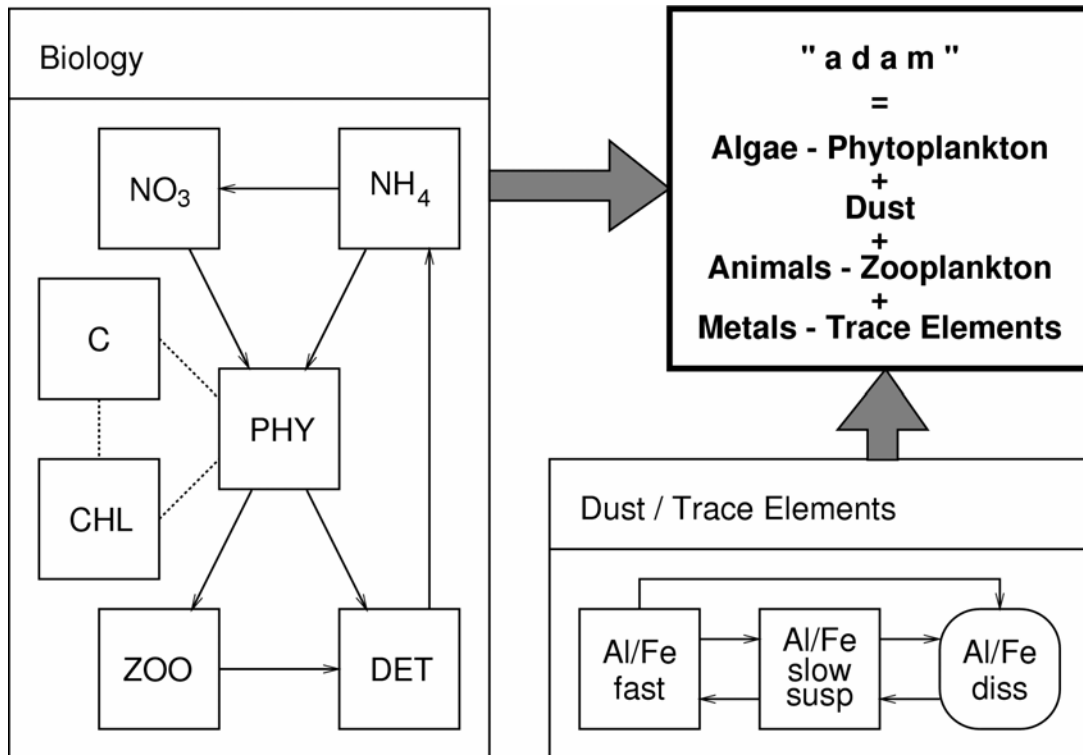 Biology
NO₃
NH₄
C
PHY
CHL
ZOO
DET
" a d a m "
=
Algae - Phytoplankton
+
Dust
+
Animals - Zooplankton
+
Metals - Trace Elements
Dust / Trace Elements
Al/Fe
fast
Al/Fe
slow
susp
Al/Fe
diss